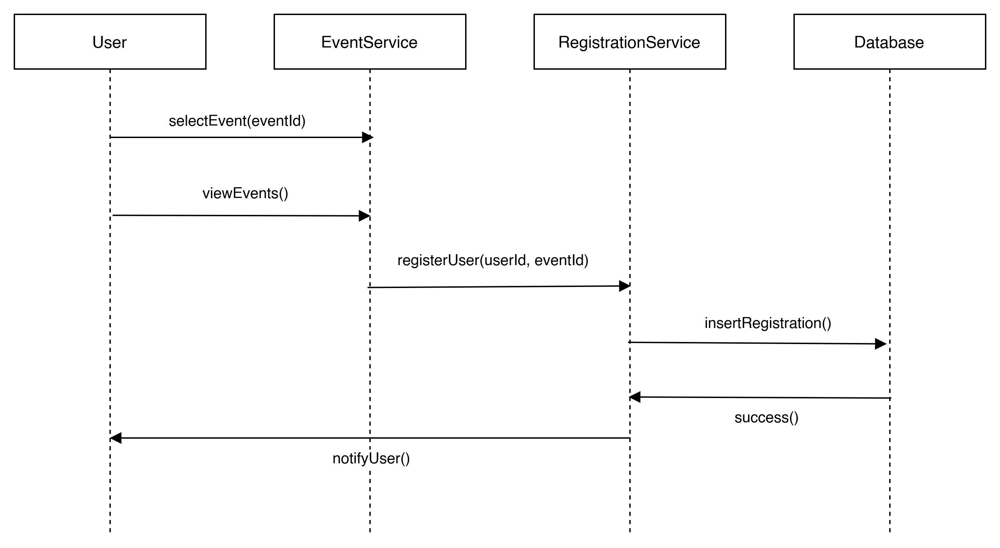 User
EventService
RegistrationService
Database
selectEvent(eventId)
viewEvents()
registerUser(userId, eventId)
insertRegistration()
success()
notifyUser()